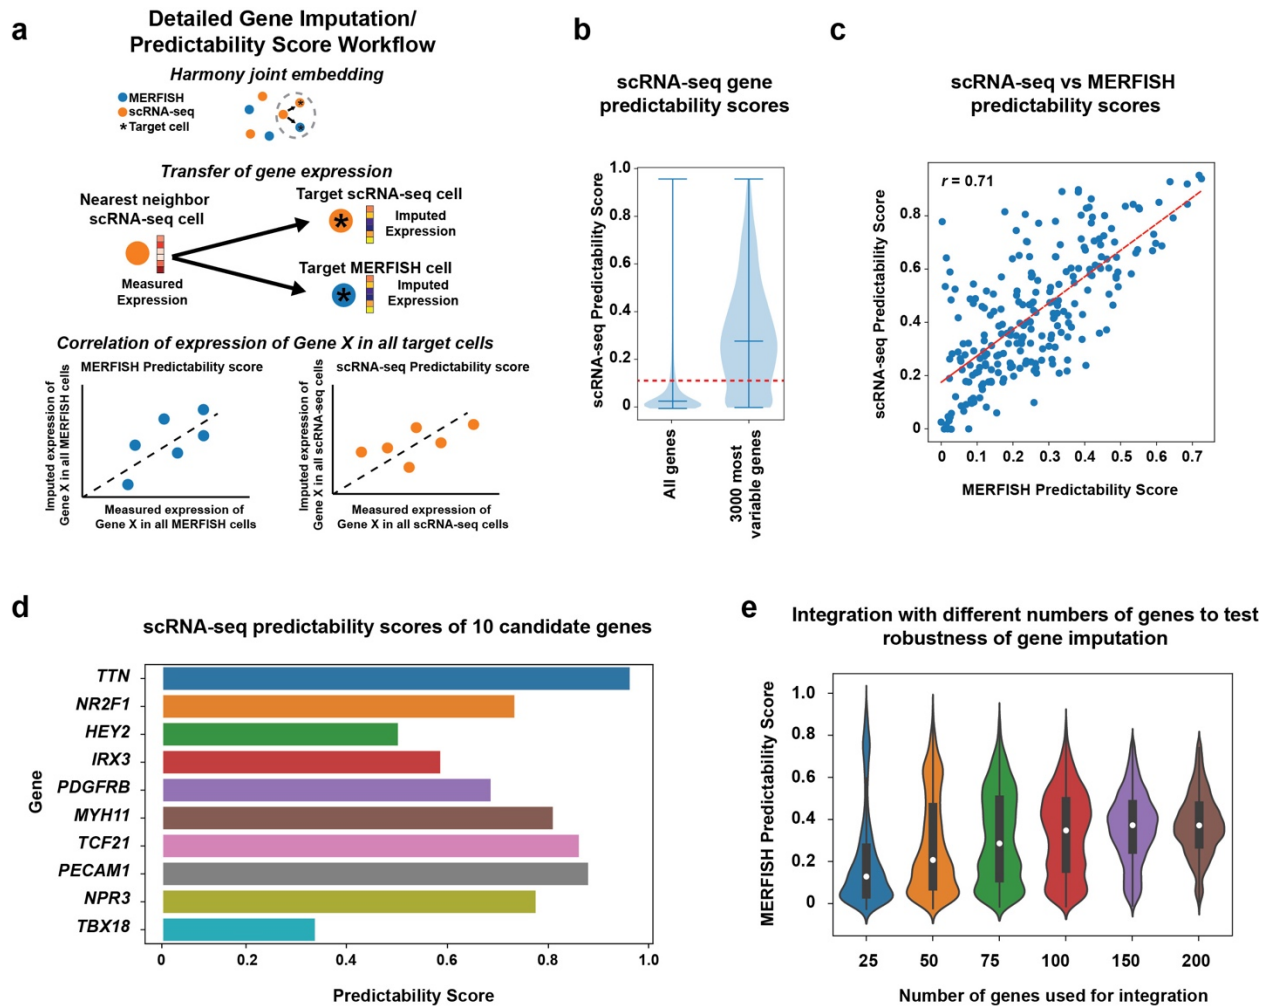 a
Detailed Gene Imputation/
Predictability Score Workflow
Harmony joint embedding
MERFISH
scRNA-seq
* Target cell
*
*
Transfer of gene expression
Nearest neighbor
scRNA-seq cell
Measured
Expression
Target scRNA-seq cell
*
Imputed
Expression
Target MERFISH cell
*
Imputed
Expression
Correlation of expression of Gene X in all target cells
MERFISH Predictability score
Imputed expression of
Gene X in all MERFISH cells
Measured expression of
Gene X in all MERFISH cells
scRNA-seq Predictability score
Imputed expression of
Gene X in all scRNA-seq cells
Measured expression of
Gene X in all scRNA-seq cells
b
scRNA-seq gene
predictability scores
scRNA-seq Predictability Score
1.0
0.8
0.6
0.4
0.2
0
All genes
3000 most
variable genes
c
scRNA-seq vs MERFISH
predictability scores
r = 0.71
scRNA-seq Predictability Score
0.8
0.6
0.4
0.2
0
0 0.1 0.2 0.3 0.4 0.5 0.6 0.7
MERFISH Predictability Score
d
scRNA-seq predictability scores of 10 candidate genes
Gene
TTN
NR2F1
HEY2
IRX3
PDGFRB
MYH11
TCF21
PECAM1
NPR3
TBX18
0 0.2 0.4 0.6 0.8 1.0
Predictability Score
e
Integration with different numbers of genes to test
robustness of gene imputation
MERFISH Predictability Score
1.0
0.8
0.6
0.4
0.2
0
25 50 75 100 150 200
Number of genes used for integration